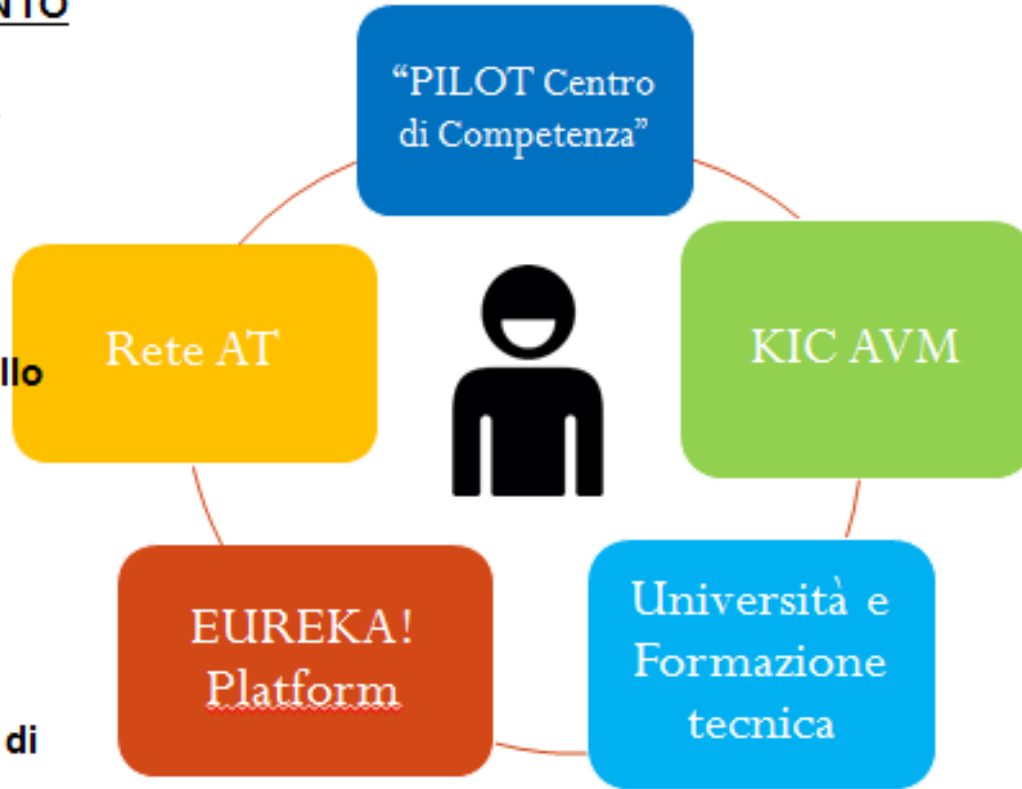 NTO
“PILOT Centro
di Competenza”
Rete AT
KIC AVM
llo
EUREKA!
Platform
Università e
Formazione
tecnica
di